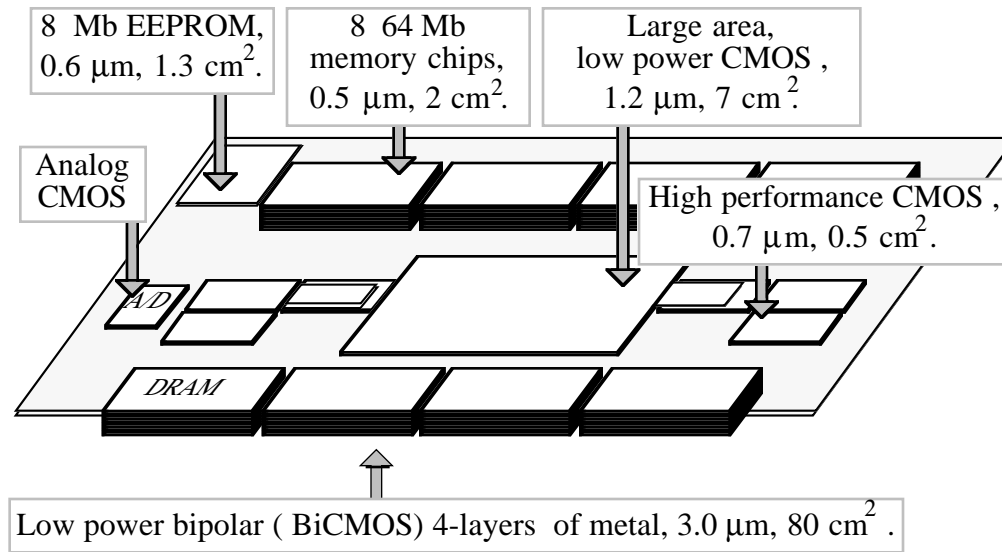 8 Mb EEPROM,
0.6 μm, 1.3 cm².
8 64 Mb
memory chips,
0.5 μm, 2 cm².
Large area,
low power CMOS ,
1.2 μm, 7 cm².
Analog
CMOS
High performance CMOS ,
0.7 μm, 0.5 cm².
A/D
DRAM
Low power bipolar ( BiCMOS) 4-layers of metal, 3.0 μm, 80 cm² .